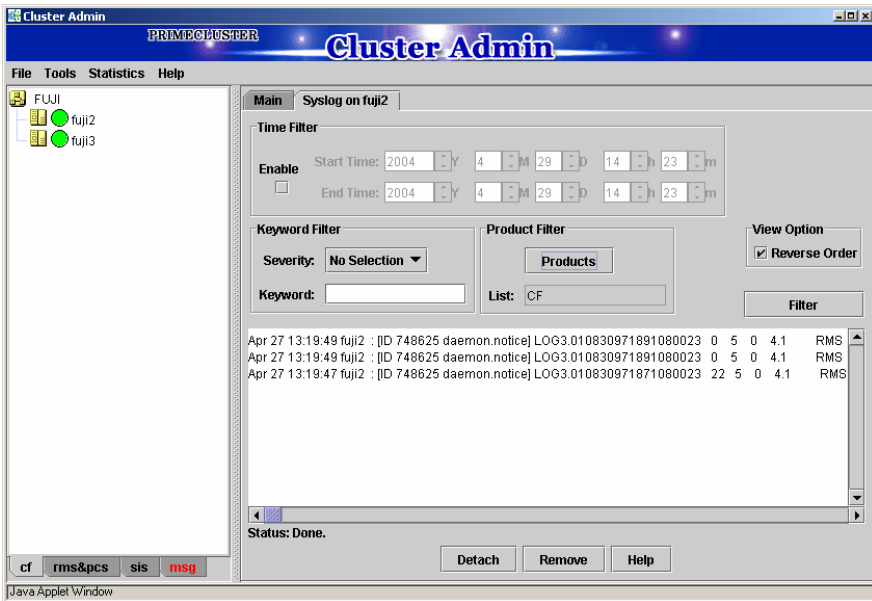 Cluster Admin
PRIMECLUSTER
Cluster Admin
File Tools Statistics Help
FUJI
fuji2
fuji3
Main Syslog on fuji2
Time Filter
Enable
Start Time: 2004 Y 4 M 29 D 14 h 23 m
End Time: 2004 Y 4 M 29 D 14 h 23 m
Keyword Filter
Severity: No Selection
Keyword:
Product Filter
Products
List: CF
View Option
Reverse Order
Filter
Apr 27 13:19:49 fuji2 : [ID 748625 daemon.notice] LOG3.010830971891080023 0 5 0 4.1 RMS
Apr 27 13:19:49 fuji2 : [ID 748625 daemon.notice] LOG3.010830971891080023 0 5 0 4.1 RMS
Apr 27 13:19:47 fuji2 : [ID 748625 daemon.notice] LOG3.010830971871080023 22 5 0 4.1 RMS
Status: Done.
Detach Remove Help
cf rms&pcs sis msg
Java Applet Window